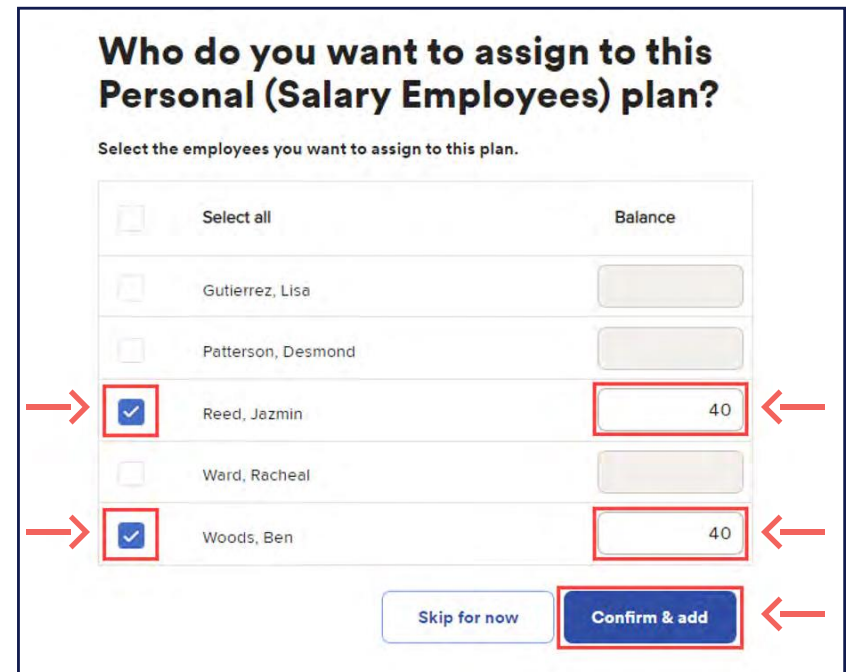 Who do you want to assign to this
Personal (Salary Employees) plan?
Select the employees you want to assign to this plan.
Select all Balance
Gutierrez, Lisa
Patterson, Desmond
Reed, Jazmin 40
Ward, Racheal
Woods, Ben 40
Skip for now Confirm & add